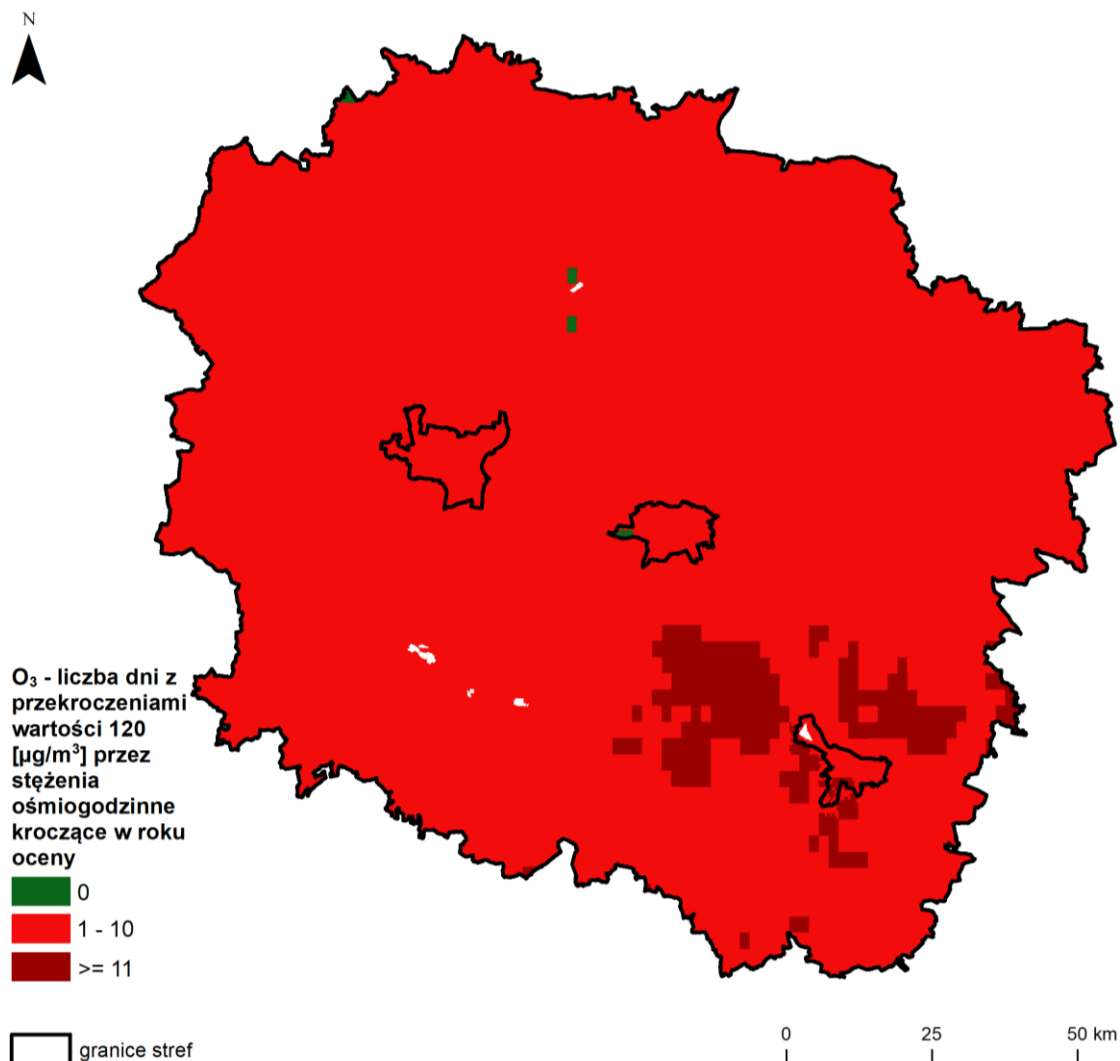 N
O₃ - liczba dni z
przekroczeniami
wartości 120
[µg/m³] przez
stężenia
ośmiogodzinne
kroczące w roku
oceny
0
1 - 10
>= 11
granice stref
0 25 50 km